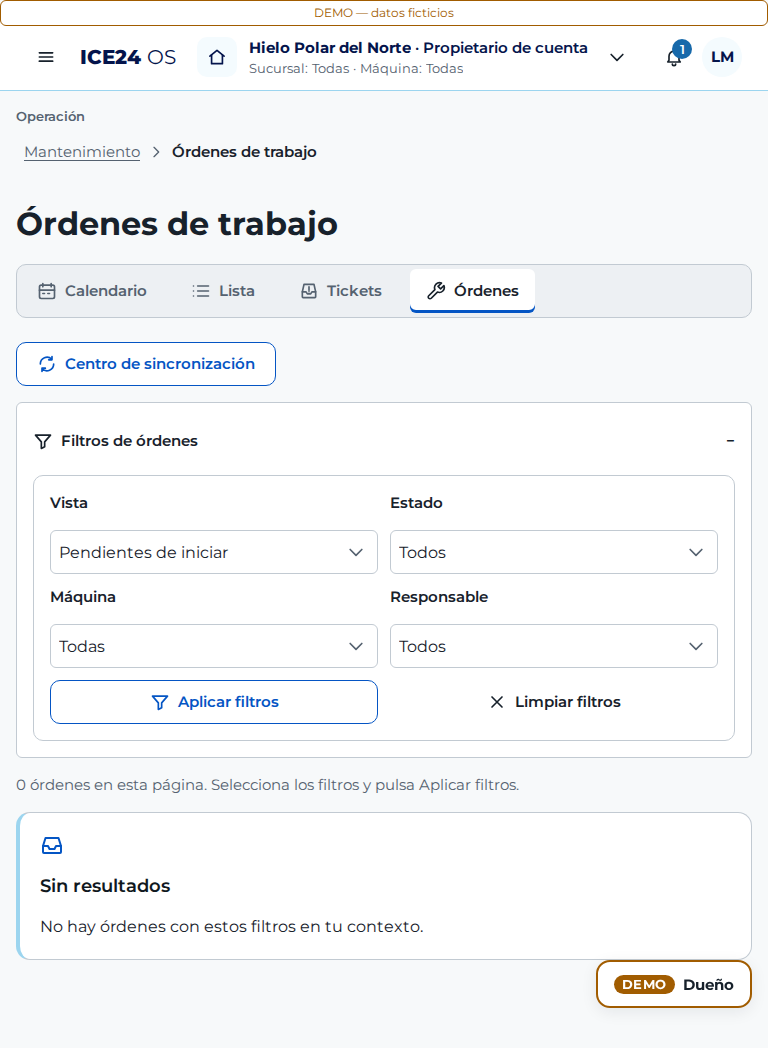 DEMO — datos ficticios
ICE24 OS
Hielo Polar del Norte · Propietario de cuenta
Sucursal: Todas · Máquina: Todas
1
LM
Operación
Mantenimiento
Órdenes de trabajo
Órdenes de trabajo
Calendario
Lista
Tickets
Órdenes
Centro de sincronización
Filtros de órdenes
−
Vista
Estado
Pendientes de iniciar
Todos
Máquina
Responsable
Todas
Todos
Aplicar filtros
Limpiar filtros
0 órdenes en esta página. Selecciona los filtros y pulsa Aplicar filtros.
Sin resultados
No hay órdenes con estos filtros en tu contexto.
DEMO Dueño